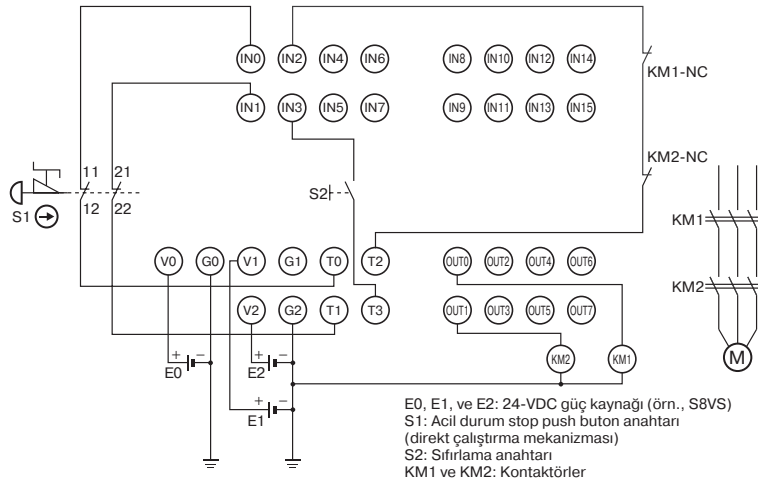 IN0 IN2 IN4 IN6 IN8 IN10 IN12 IN14
KM1-NC
IN1 IN3 IN5 IN7 IN9 IN11 IN13 IN15
KM2-NC
11 21
S2
12 22
S1
KM1
V0 G0 V1 G1 T0 T2 OUT0 OUT2 OUT4 OUT6
KM2
V2 G2 T1 T3 OUT1 OUT3 OUT5 OUT7
+ − + − KM2 KM1 M
E0 E2
+ −
E1
E0, E1, ve E2: 24-VDC güç kaynağı (örn., S8VS)
S1: Acil durum stop push buton anahtarı
(direkt çalıştırma mekanizması)
S2: Sıfırlama anahtarı
KM1 ve KM2: Kontaktörler